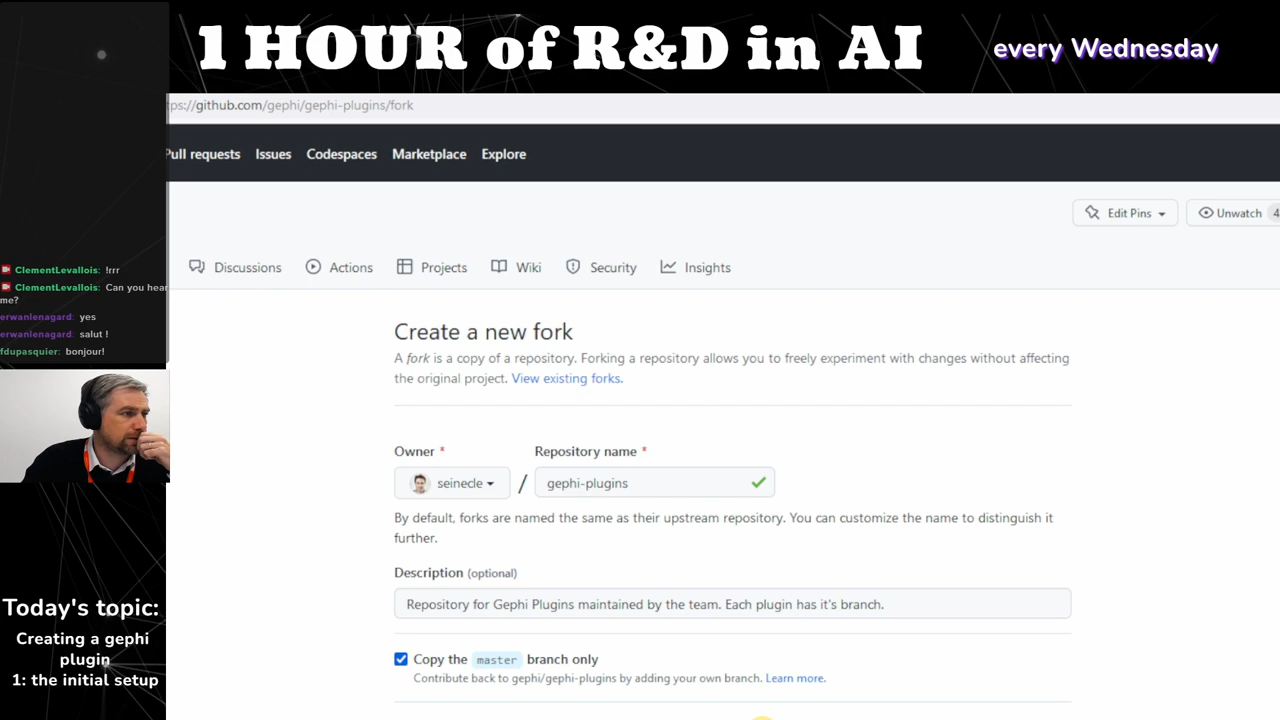 1 HOUR of R&D in AI
every Wednesday
tps://github.com/gephi/gephi-plugins/fork
Pull requests Issues Codespaces Marketplace Explore
Edit Pins Unwatch 4
Discussions Actions Projects Wiki Security Insights
ClementLevallois: !rrr
ClementLevallois: Can you hear
me?
erwanlenagard: yes
erwanlenagard: salut !
fdupasquier: bonjour!
Create a new fork
A fork is a copy of a repository. Forking a repository allows you to freely experiment with changes without affecting
the original project. View existing forks.
Owner * Repository name *
seinecle / gephi-plugins
By default, forks are named the same as their upstream repository. You can customize the name to distinguish it
further.
Description (optional)
Repository for Gephi Plugins maintained by the team. Each plugin has it's branch.
Copy the master branch only
Contribute back to gephi/gephi-plugins by adding your own branch. Learn more.
Today's topic:
Creating a gephi
plugin
1: the initial setup